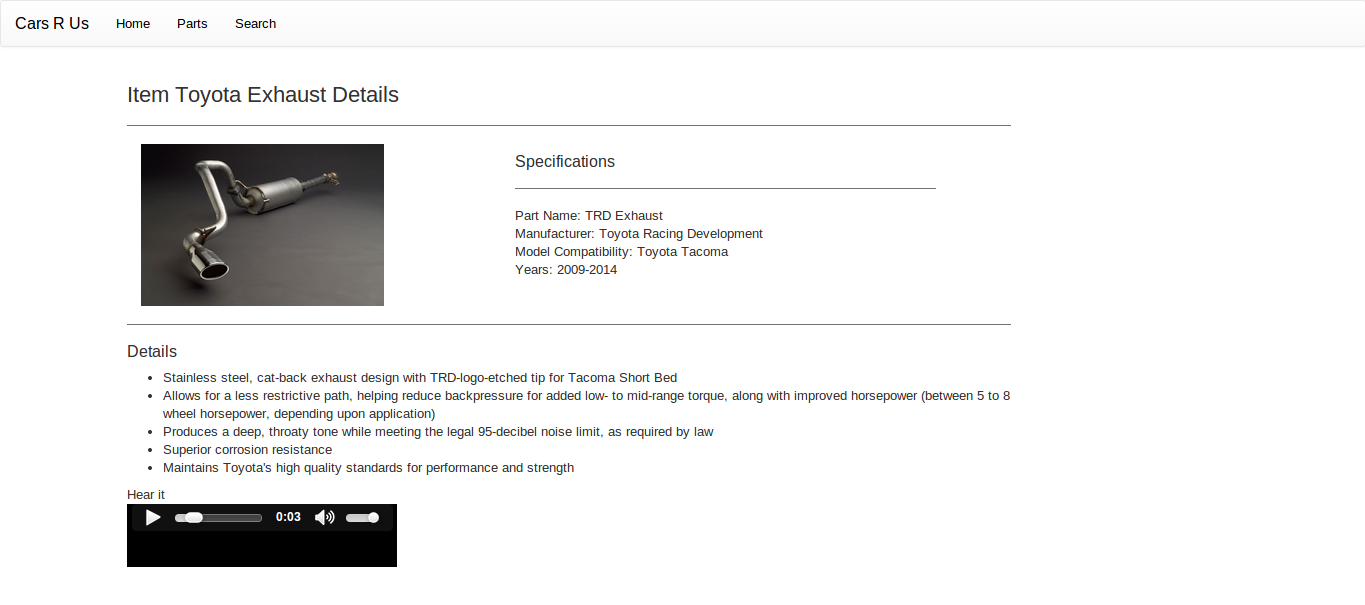 Cars R Us Home Parts Search
Item Toyota Exhaust Details
Specifications
Part Name: TRD Exhaust
Manufacturer: Toyota Racing Development
Model Compatibility: Toyota Tacoma
Years: 2009-2014
Details
• Stainless steel, cat-back exhaust design with TRD-logo-etched tip for Tacoma Short Bed
• Allows for a less restrictive path, helping reduce backpressure for added low- to mid-range torque, along with improved horsepower (between 5 to 8
wheel horsepower, depending upon application)
• Produces a deep, throaty tone while meeting the legal 95-decibel noise limit, as required by law
• Superior corrosion resistance
• Maintains Toyota's high quality standards for performance and strength
Hear it
0:03